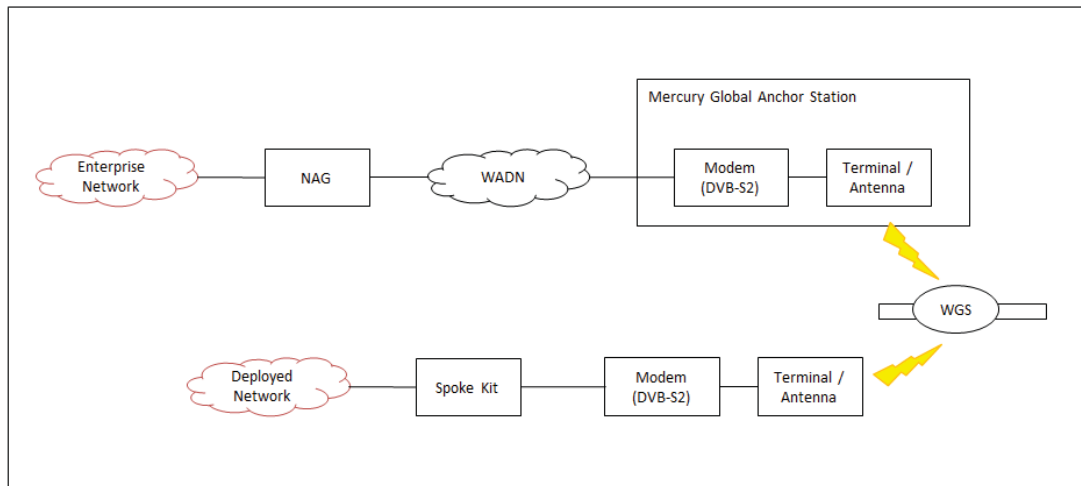 Mercury Global Anchor Station
Enterprise
Network
NAG
WADN
Modem
(DVB-S2)
Terminal /
Antenna
WGS
Deployed
Network
Spoke Kit
Modem
(DVB-S2)
Terminal /
Antenna